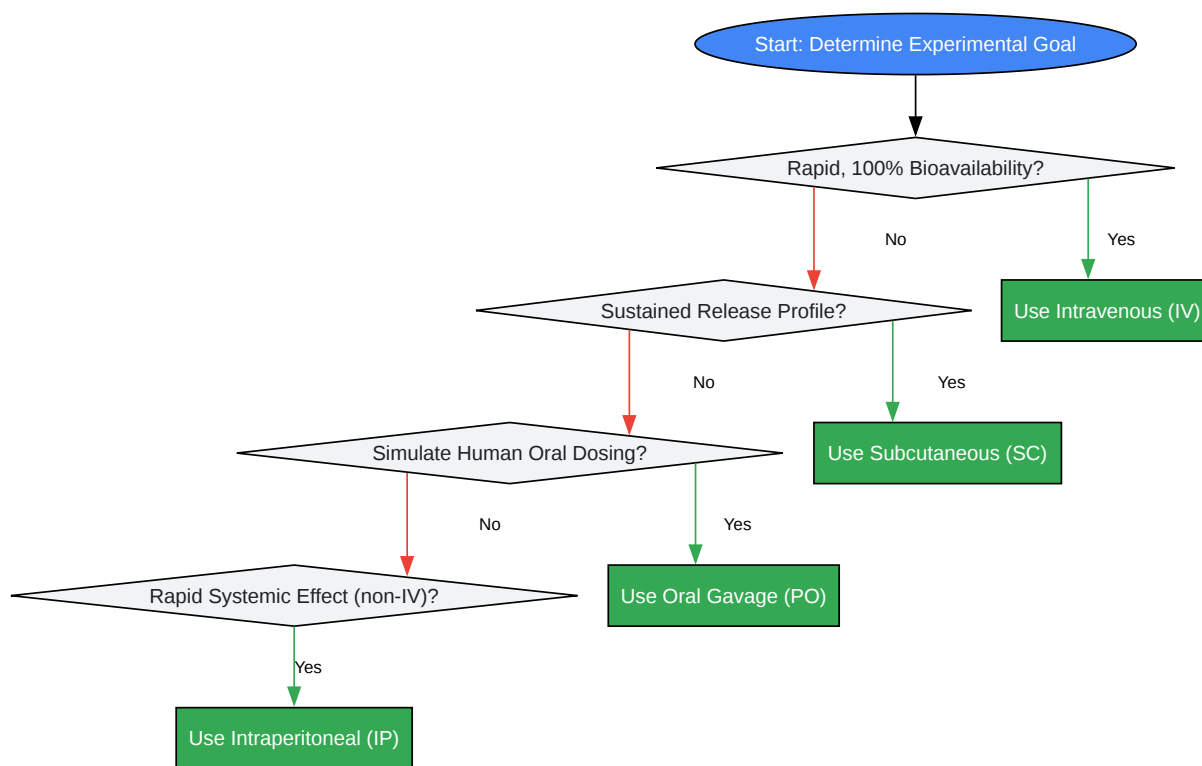 Start: Determine Experimental Goal
Rapid, 100% Bioavailability?
No
Yes
Sustained Release Profile?
Use Intravenous (IV)
No
Yes
Simulate Human Oral Dosing?
Use Subcutaneous (SC)
No
Yes
Rapid Systemic Effect (non-IV)?
Use Oral Gavage (PO)
Yes
Use Intraperitoneal (IP)